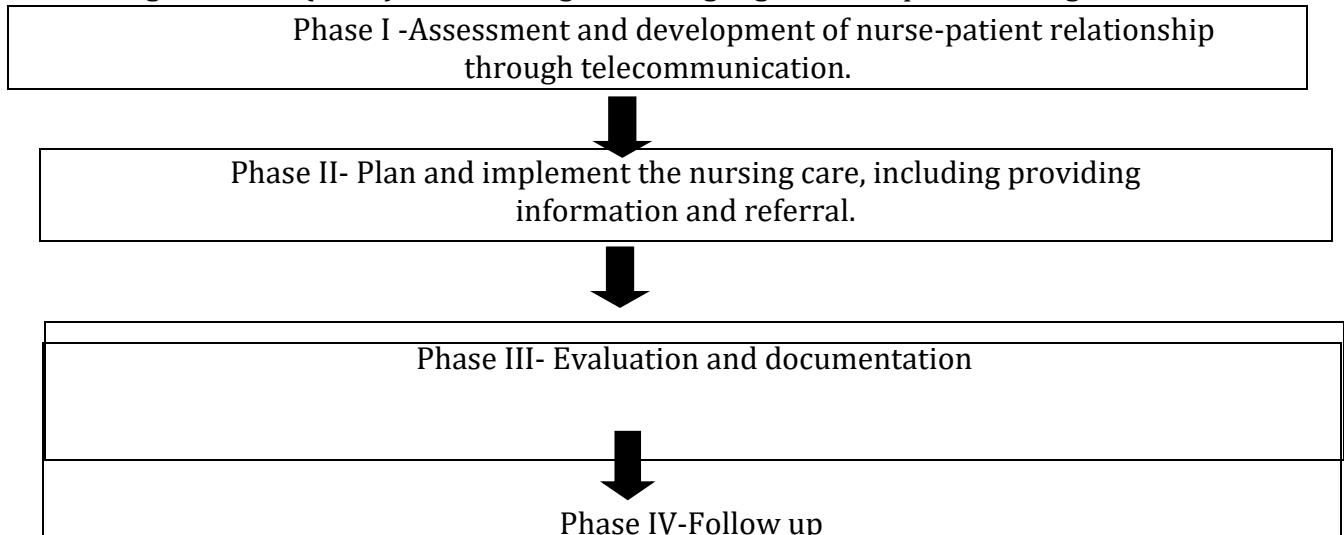 Phase I -Assessment and development of nurse-patient relationship
through telecommunication.
Phase II- Plan and implement the nursing care, including providing
information and referral.
Phase III- Evaluation and documentation
Phase IV-Follow up